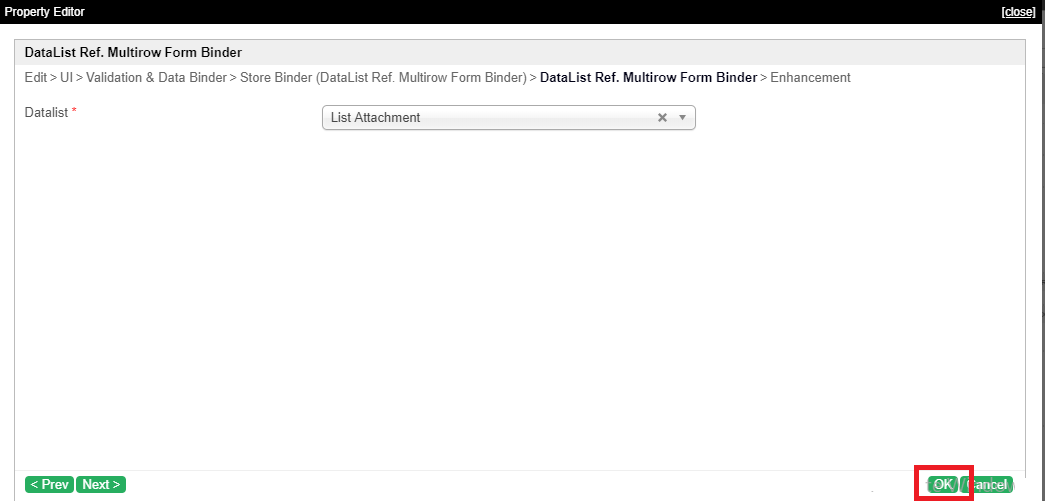 Property Editor [close]
DataList Ref. Multirow Form Binder
Edit > UI > Validation & Data Binder > Store Binder (DataList Ref. Multirow Form Binder) > DataList Ref. Multirow Form Binder > Enhancement
Datalist *
List Attachment
< Prev Next > OK Cancel